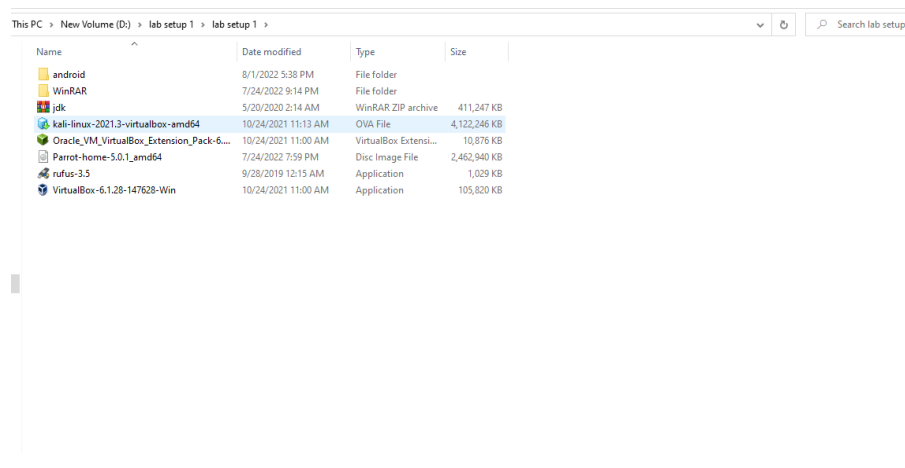 This PC > New Volume (D:) > lab setup 1 > lab setup 1 > Search lab setup
Name Date modified Type Size
android 8/1/2022 5:38 PM File folder
WinRAR 7/24/2022 9:14 PM File folder
jdk 5/20/2020 2:14 AM WinRAR ZIP archive 411,247 KB
kali-linux-2021.3-virtualbox-amd64 10/24/2021 11:13 AM OVA File 4,122,246 KB
Oracle_VM_VirtualBox_Extension_Pack-6.... 10/24/2021 11:00 AM VirtualBox Extensi... 10,876 KB
Parrot-home-5.0.1_amd64 7/24/2022 7:59 PM Disc Image File 2,462,940 KB
rufus-3.5 9/28/2019 12:15 AM Application 1,029 KB
VirtualBox-6.1.28-147628-Win 10/24/2021 11:00 AM Application 105,820 KB